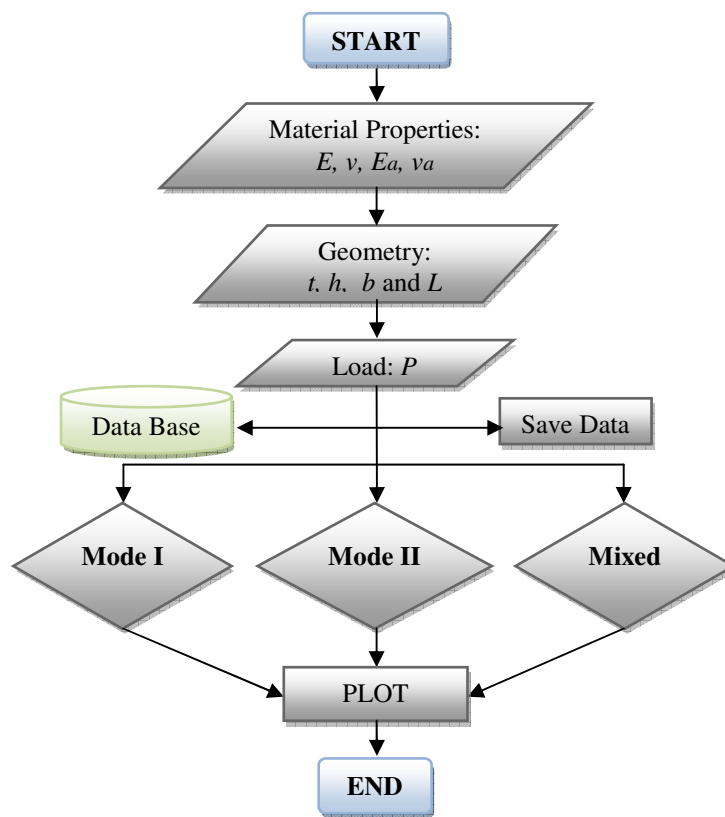 START
Material Properties:
E, v, Ea, va
Geometry:
t, h, b and L
Load: P
Data Base
Save Data
Mode I
Mode II
Mixed
PLOT
END